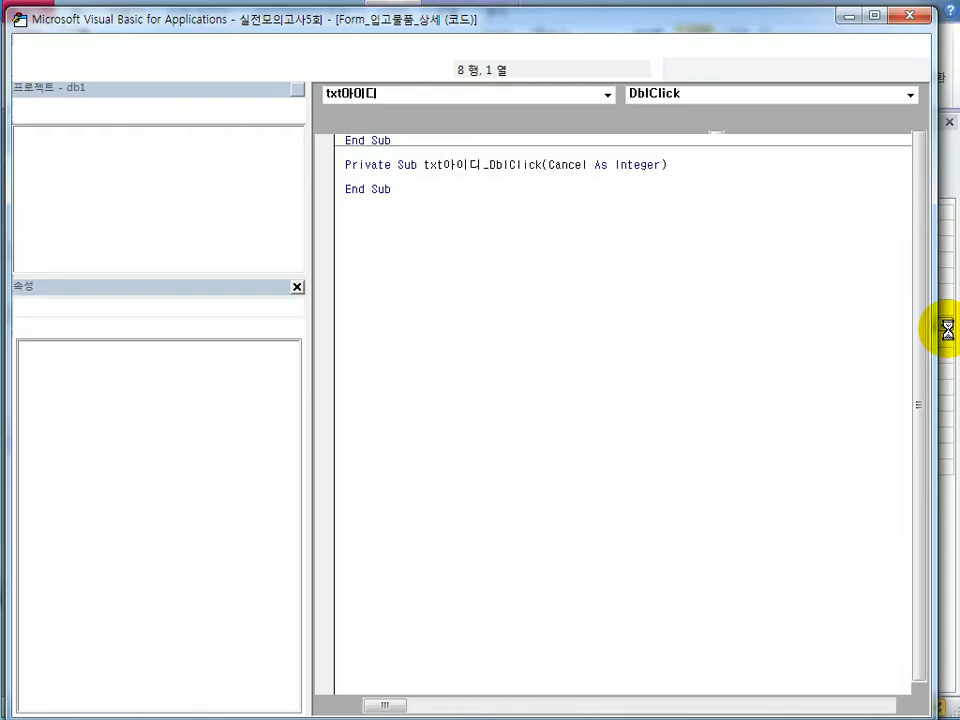 Microsoft Visual Basic for Applications - 실전모의고사5회 - [Form_입고물품_상세 (코드)]
8 행, 1 열
프로젝트 - db1
txt아이디
DblClick
End Sub
Private Sub txt아이디_DblClick(Cancel As Integer)
End Sub
속성